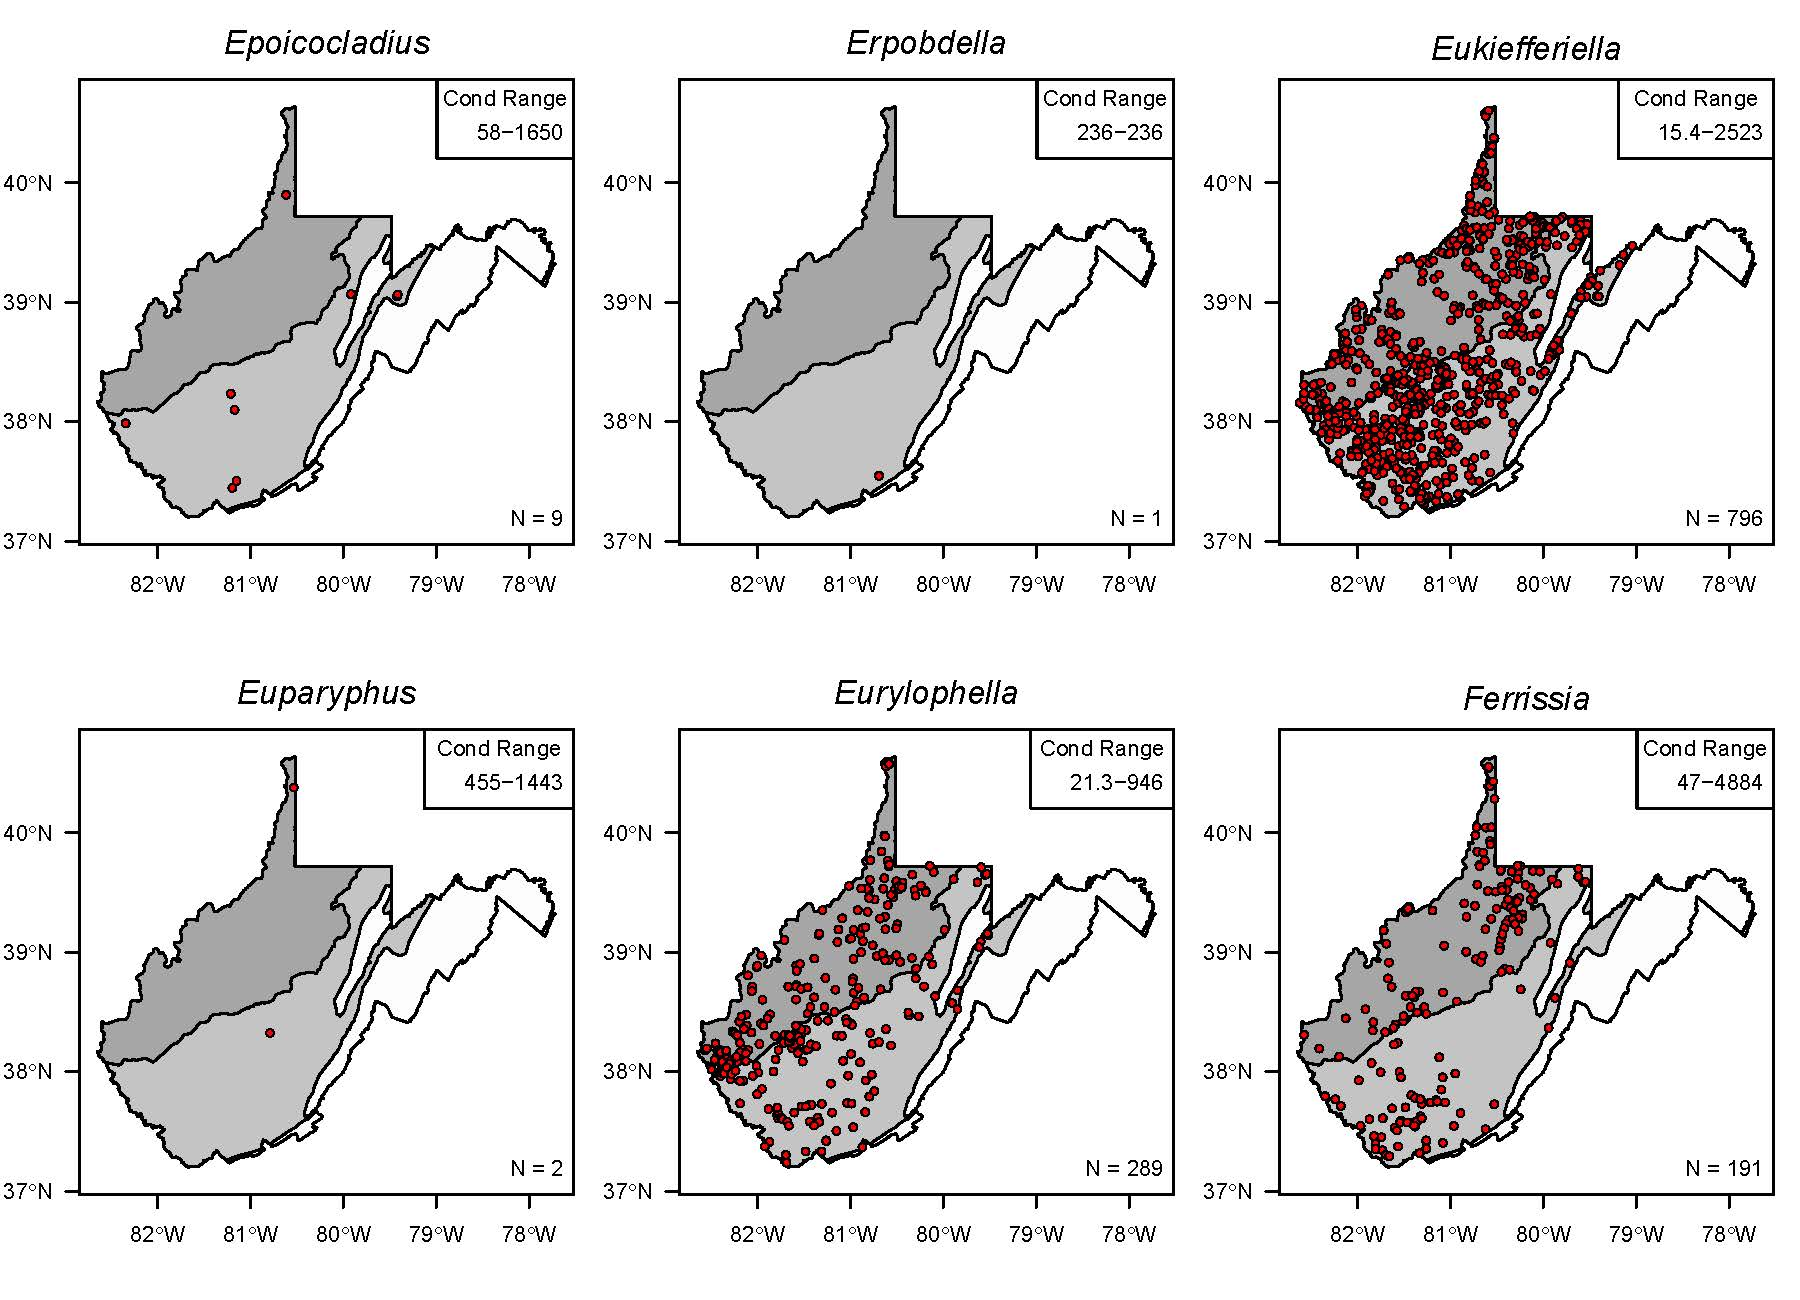 Epoicocladius
Erpobdella
Eukiefferiella
Cond Range
58−1650
Cond Range
236−236
Cond Range
15.4−2523
40°N
39°N
38°N
37°N
40°N
39°N
38°N
37°N
40°N
39°N
38°N
37°N
N = 9
N = 1
N = 796
82°W 81°W 80°W 79°W 78°W
82°W 81°W 80°W 79°W 78°W
82°W 81°W 80°W 79°W 78°W
Euparyphus
Eurylophella
Ferrissia
Cond Range
455−1443
Cond Range
21.3−946
Cond Range
47−4884
40°N
39°N
38°N
37°N
40°N
39°N
38°N
37°N
40°N
39°N
38°N
37°N
N = 2
N = 289
N = 191
82°W 81°W 80°W 79°W 78°W
82°W 81°W 80°W 79°W 78°W
82°W 81°W 80°W 79°W 78°W